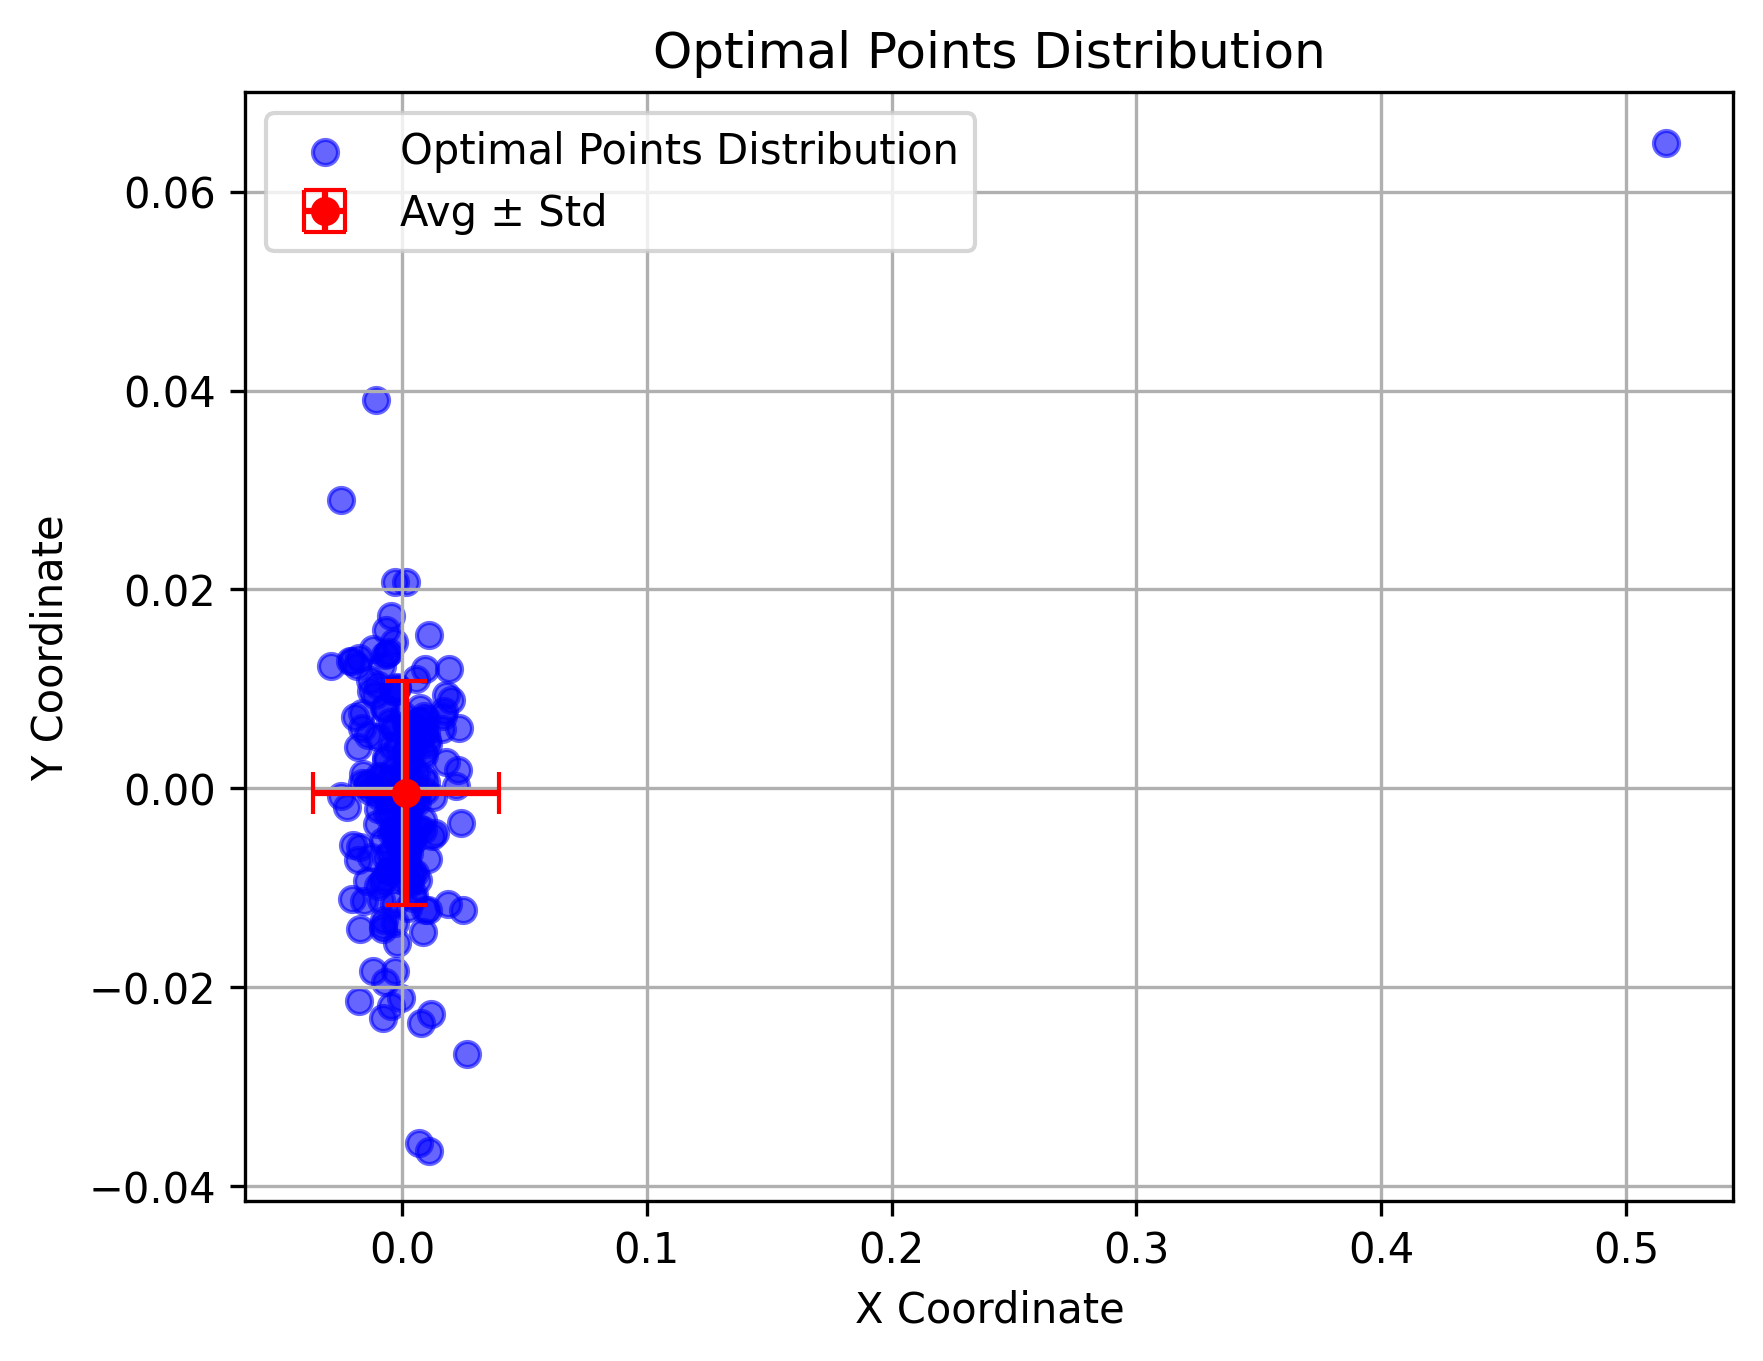 Optimal Points Distribution
Optimal Points Distribution
Avg ± Std
0.06
0.04
0.02
0.00
−0.02
−0.04
Y Coordinate
0.0 0.1 0.2 0.3 0.4 0.5
X Coordinate